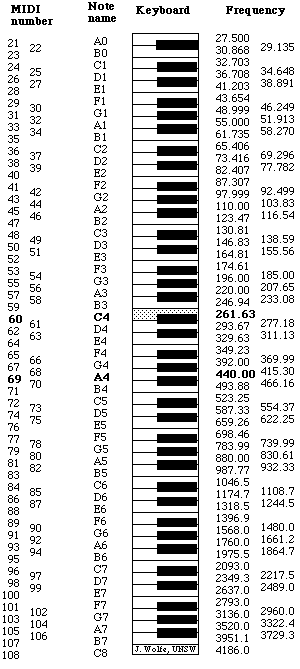 MIDI number Note name Keyboard Frequency
21 A0 27.500
22 29.135
23 B0 30.868
24 C1 32.703
25 34.648
26 D1 36.708
27 38.891
28 E1 41.203
29 F1 43.654
30 46.249
31 G1 48.999
32 51.913
33 A1 55.000
34 58.270
35 B1 61.735
36 C2 65.406
37 69.296
38 D2 73.416
39 77.782
40 E2 82.407
41 F2 87.307
42 92.499
43 G2 97.999
44 103.83
45 A2 110.00
46 116.54
47 B2 123.47
48 C3 130.81
49 138.59
50 D3 146.83
51 155.56
52 E3 164.81
53 F3 174.61
54 185.00
55 G3 196.00
56 207.65
57 A3 220.00
58 233.08
59 B3 246.94
60 C4 261.63
61 277.18
62 D4 293.67
63 311.13
64 E4 329.63
65 F4 349.23
66 369.99
67 G4 392.00
68 415.30
69 A4 440.00
70 466.16
71 B4 493.88
72 C5 523.25
73 554.37
74 D5 587.33
75 622.25
76 E5 659.26
77 F5 698.46
78 739.99
79 G5 783.99
80 830.61
81 A5 880.00
82 932.33
83 B5 987.77
84 C6 1046.5
85 1108.7
86 D6 1174.7
87 1244.5
88 E6 1318.5
89 F6 1396.9
90 1480.0
91 G6 1568.0
92 1661.2
93 A6 1760.0
94 1864.7
95 B6 1975.5
96 C7 2093.0
97 2217.5
98 D7 2349.3
99 2489.0
100 E7 2637.0
101 F7 2793.0
102 2960.0
103 G7 3136.0
104 3322.4
105 A7 3520.0
106 3729.3
107 B7 3951.1
108 C8 J. Wolfe, UNSW 4186.0